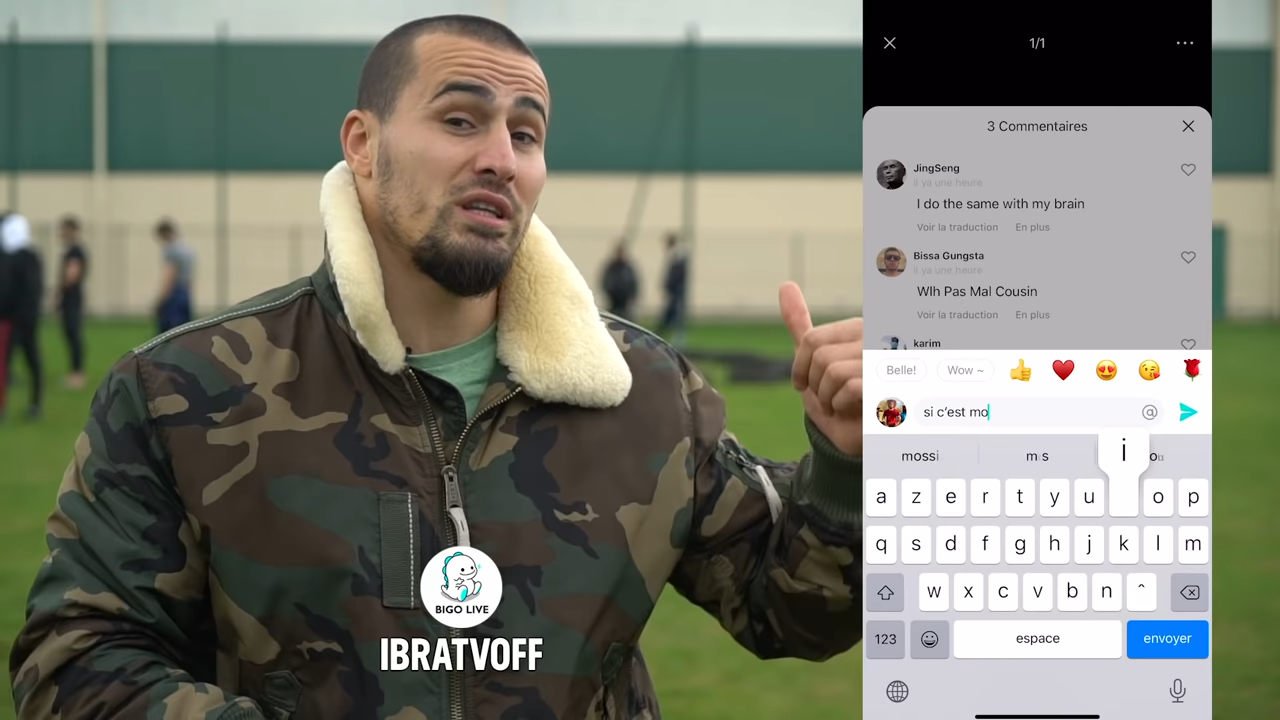 BIGO LIVE
IBRATVOFF
1/1
3 Commentaires
JingSeng
il ya une heure
I do the same with my brain
Voir la traduction En plus
Bissa Gungsta
il ya une heure
Wlh Pas Mal Cousin
Voir la traduction En plus
karim
Belle! Wow ~
si c'est mo @
mossi
i
a z e r t y u o p
q s d f g h j k l m
w x c v b n ^
123 espace envoyer